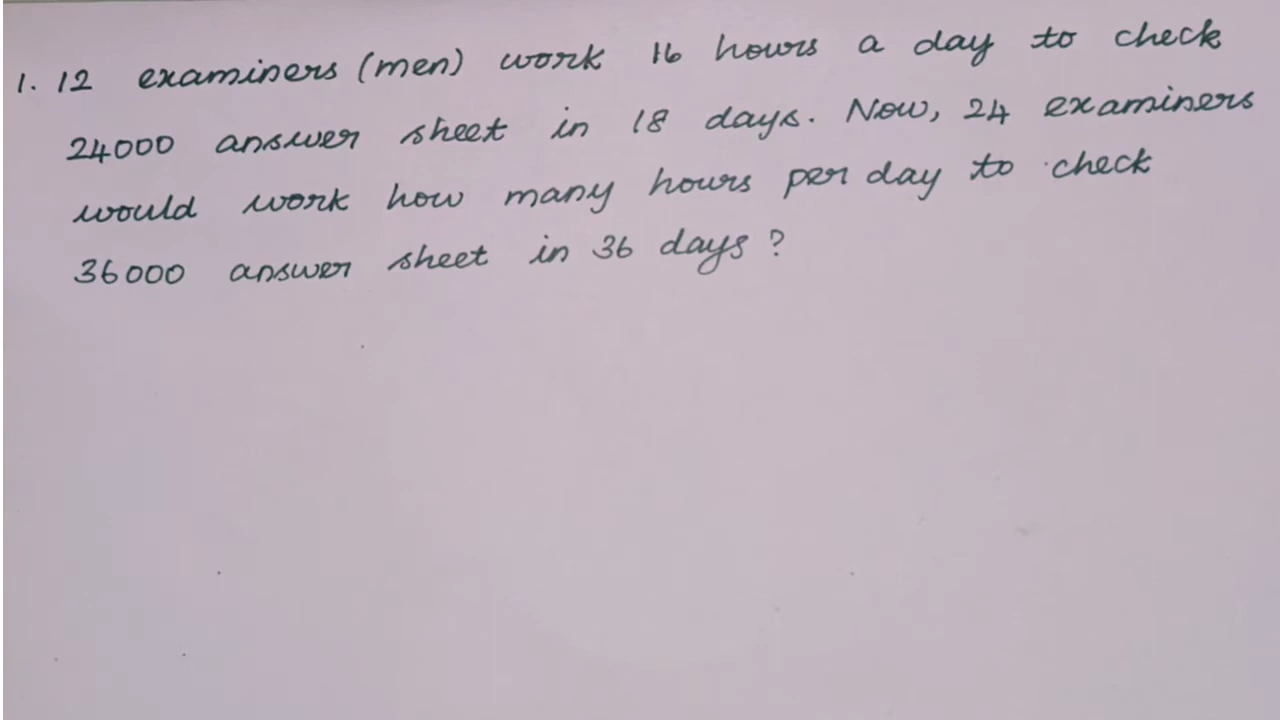 1. 12 examiners (men) work 16 hours a day to check
24000 answer sheet in 18 days. Now, 24 examiners
would work how many hours per day to check
36000 answer sheet in 36 days ?